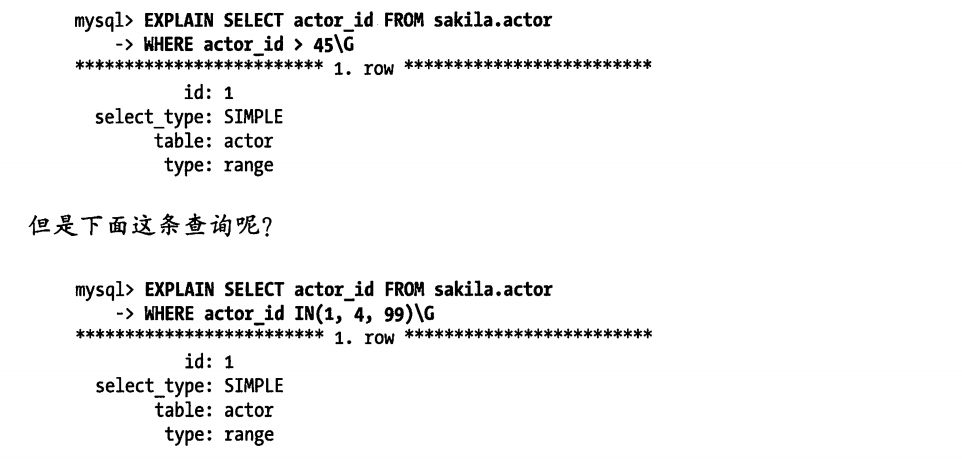 mysql> EXPLAIN SELECT actor_id FROM sakila.actor
-> WHERE actor_id > 45\G
************************* 1. row *************************
id: 1
select_type: SIMPLE
table: actor
type: range
但是下面这条查询呢?
mysql> EXPLAIN SELECT actor_id FROM sakila.actor
-> WHERE actor_id IN(1, 4, 99)\G
************************* 1. row *************************
id: 1
select_type: SIMPLE
table: actor
type: range